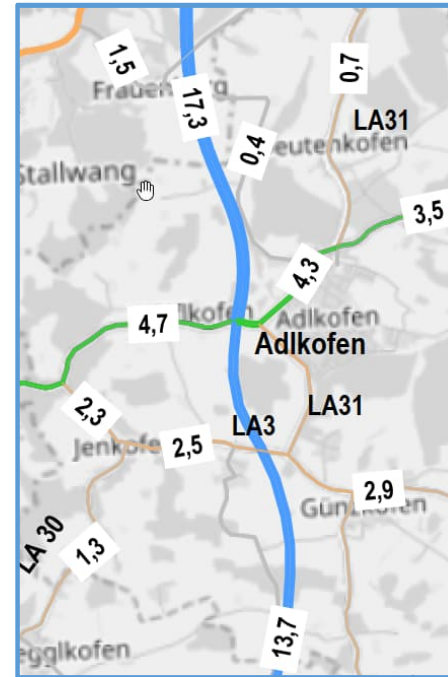 1,5
0,7
17,3
LA31
0,4
Stallwang
3,5
4,3
4,7
Adlkofen
Adlkofen
2,3
LA31
LA3
2,5
2,9
LA 30
1,3
13,7